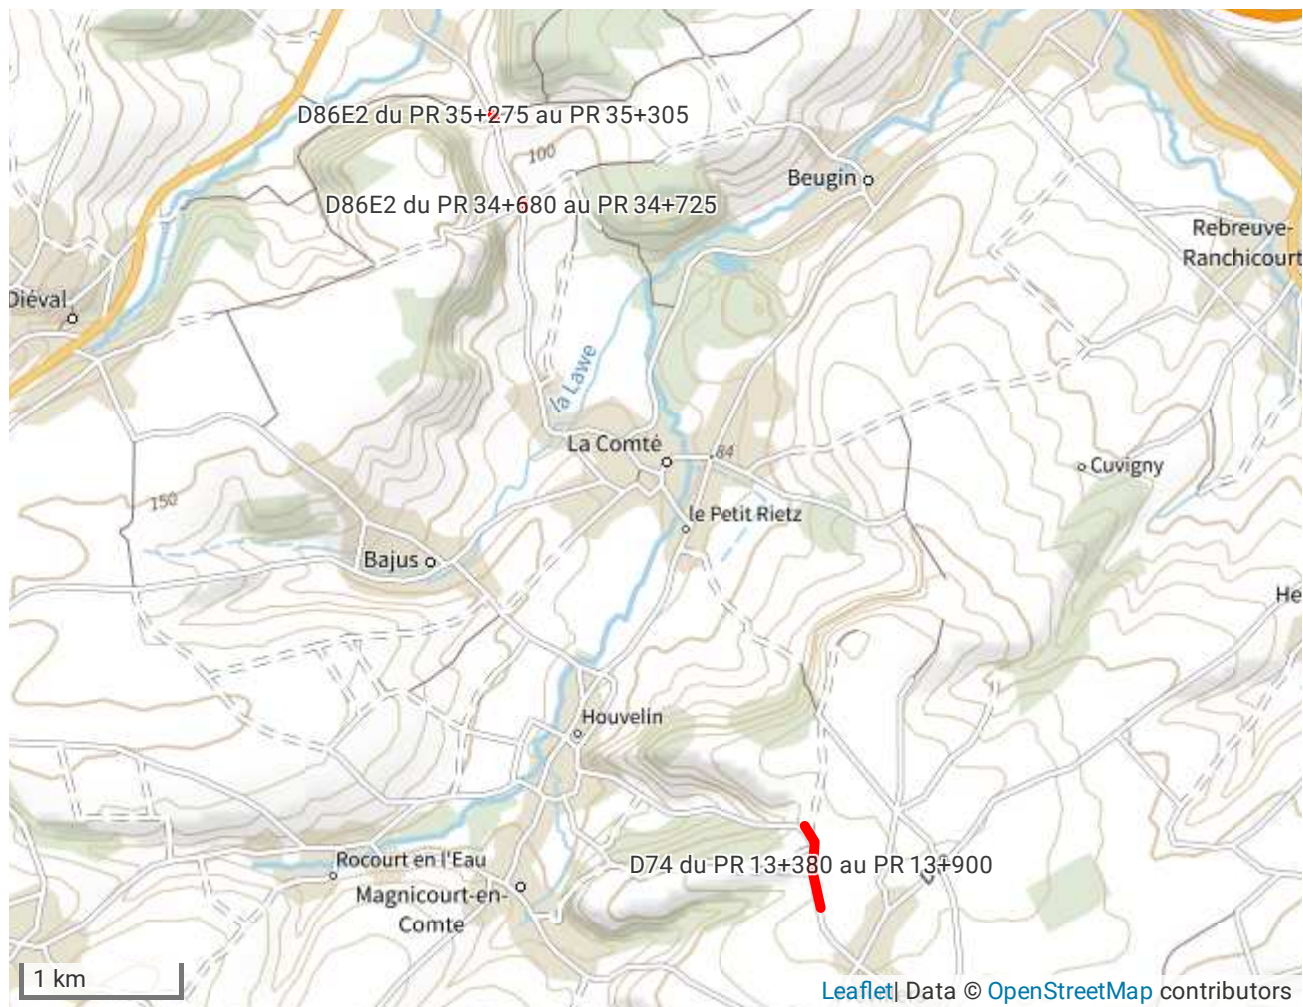 D86E2 du PR 35+275 au PR 35+305
100
Beugin
D86E2 du PR 34+680 au PR 34+725
Rebreuve-
Ranchicourt
Diéval
la Lawe
La Comté
84
Cuvigny
150
le Petit Rietz
Bajus
He
Houvelin
Rocourt en l'Eau
D74 du PR 13+380 au PR 13+900
Magnicourt-en-
Comte
1 km
Leaflet| Data © OpenStreetMap contributors